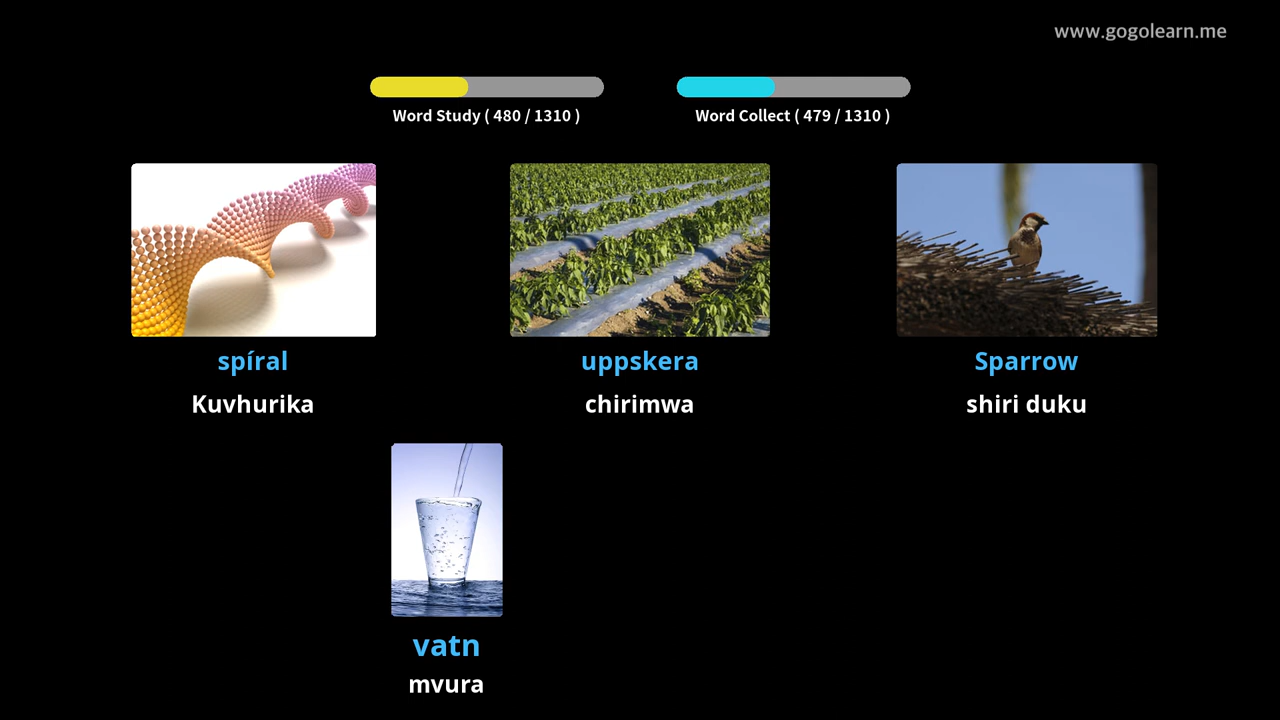 www.gogolearn.me
Word Study ( 480 / 1310 )
Word Collect ( 479 / 1310 )
spíral
uppskera
Sparrow
Kuvhurika
chirimwa
shiri duku
vatn
mvura